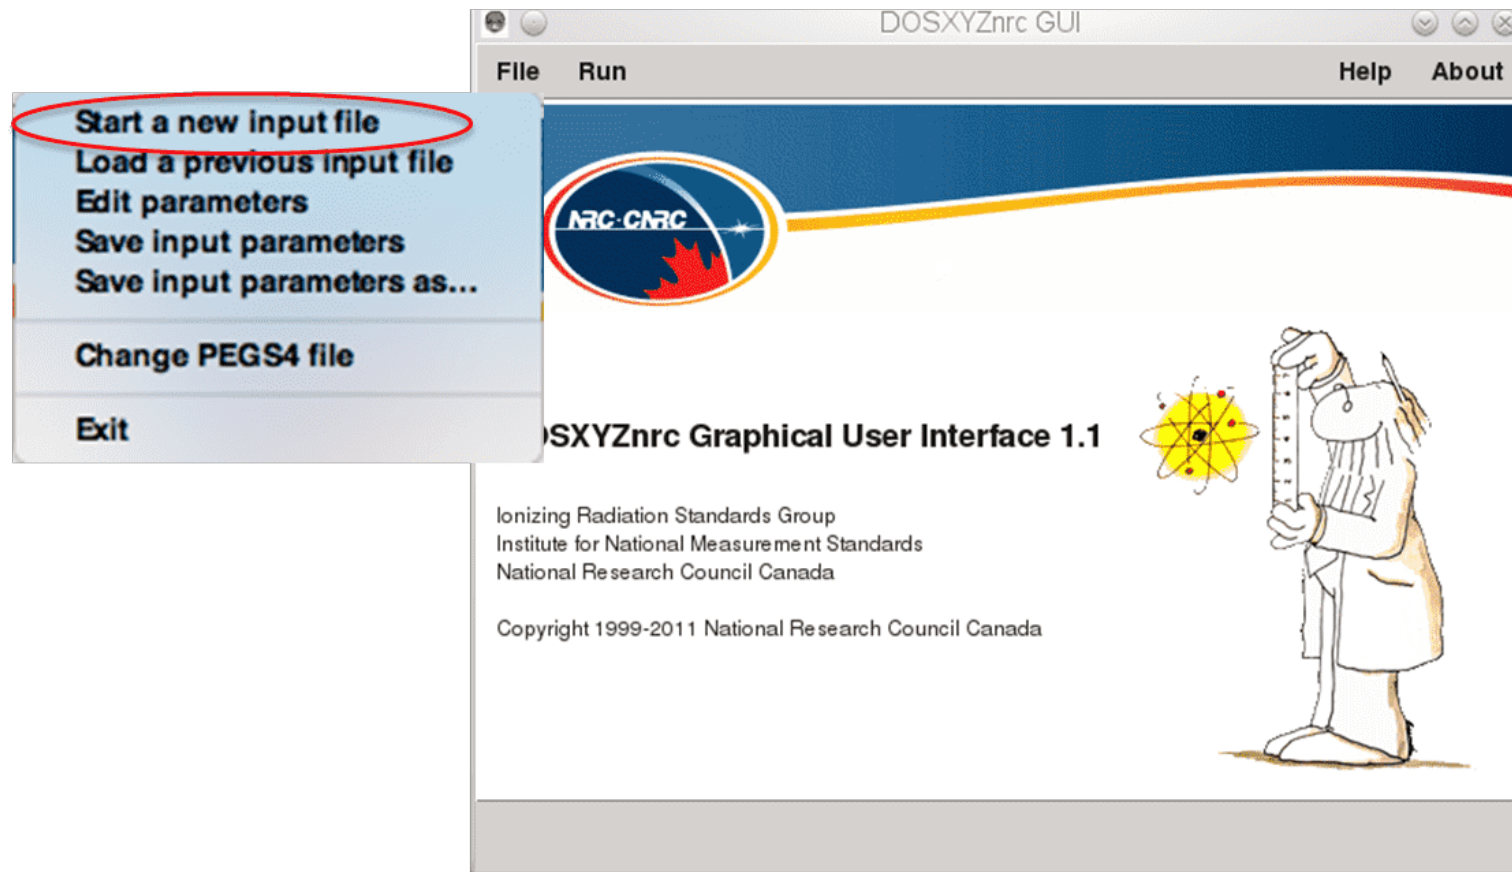 DOSXYZnrc GUI
File Run Help About
Start a new input file
Load a previous input file
Edit parameters
Save input parameters
Save input parameters as...
Change PEGS4 file
Exit
NRC·CNRC
SXYZnrc Graphical User Interface 1.1
Ionizing Radiation Standards Group
Institute for National Measurement Standards
National Research Council Canada
Copyright 1999-2011 National Research Council Canada